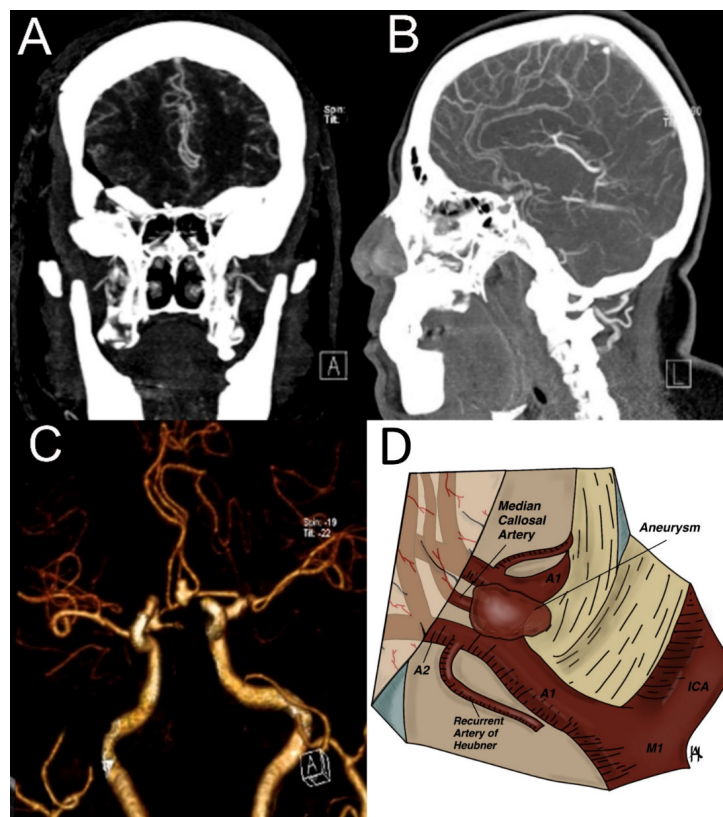 A
B
Spin:
Tilt:
A
L
C
D
Spin: -19
Tilt: -22
A
Median
Callosal
Artery
Aneurysm
A1
A2
A1
ICA
Recurrent
Artery of
Heubner
M1